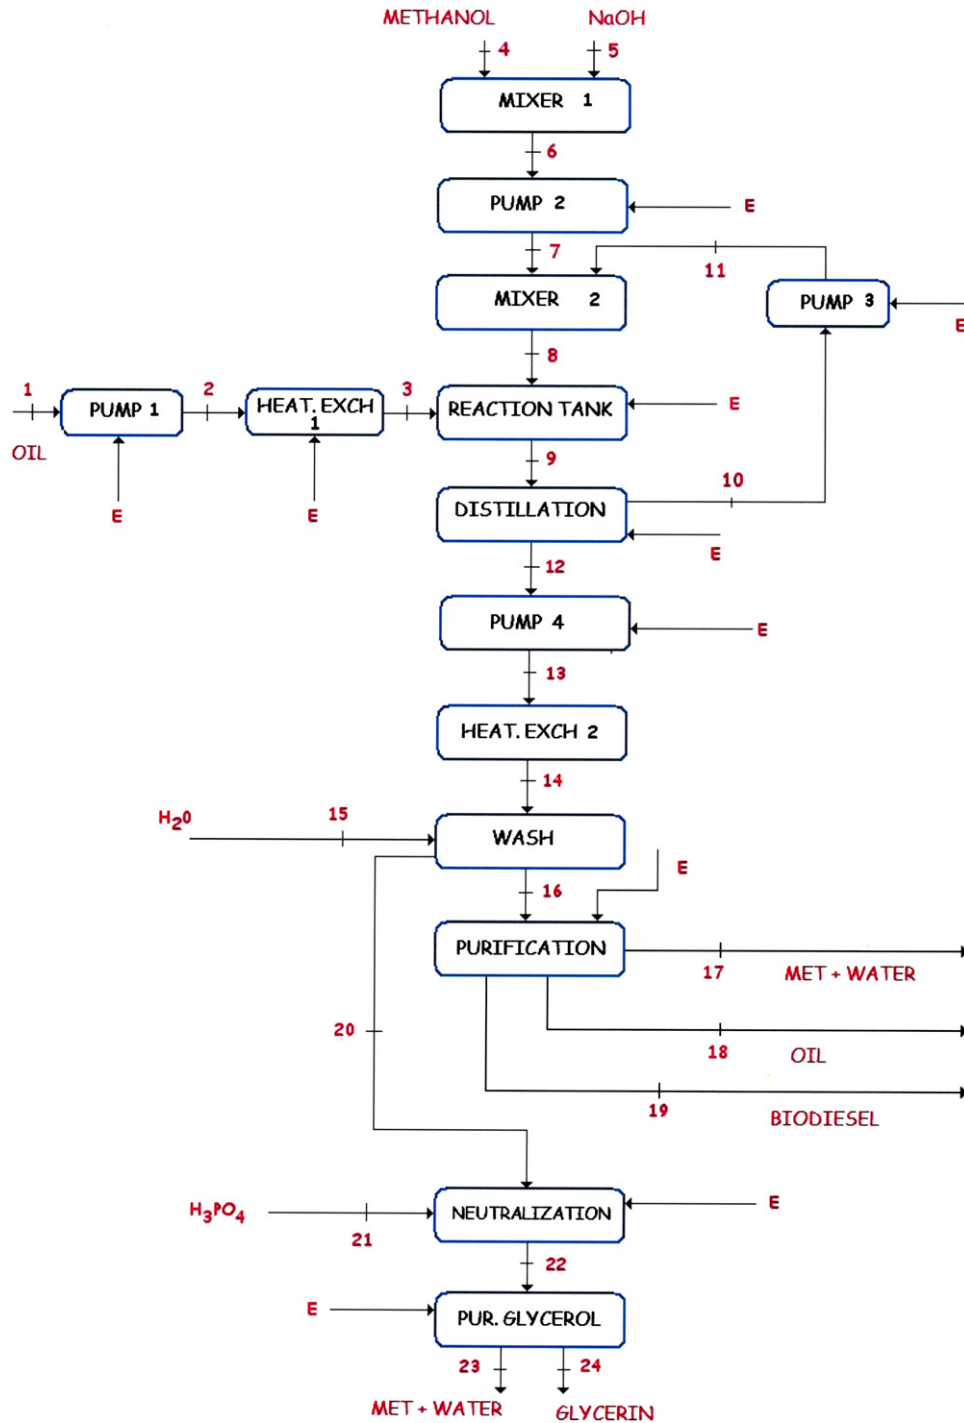 METHANOL NaOH
4 5
MIXER 1
6
PUMP 2 E
7 11
MIXER 2 PUMP 3 E
8
1 2 3
PUMP 1 HEAT. EXCH 1 REACTION TANK E
OIL
9
10
E E DISTILLATION
E
12
PUMP 4 E
13
HEAT. EXCH 2
14
H20 15
WASH
E
16
PURIFICATION
17 MET + WATER
20
18 OIL
19 BIODIESEL
H3PO4 NEUTRALIZATION E
21
22
E PUR. GLYCEROL
23 24
MET + WATER GLYCERIN